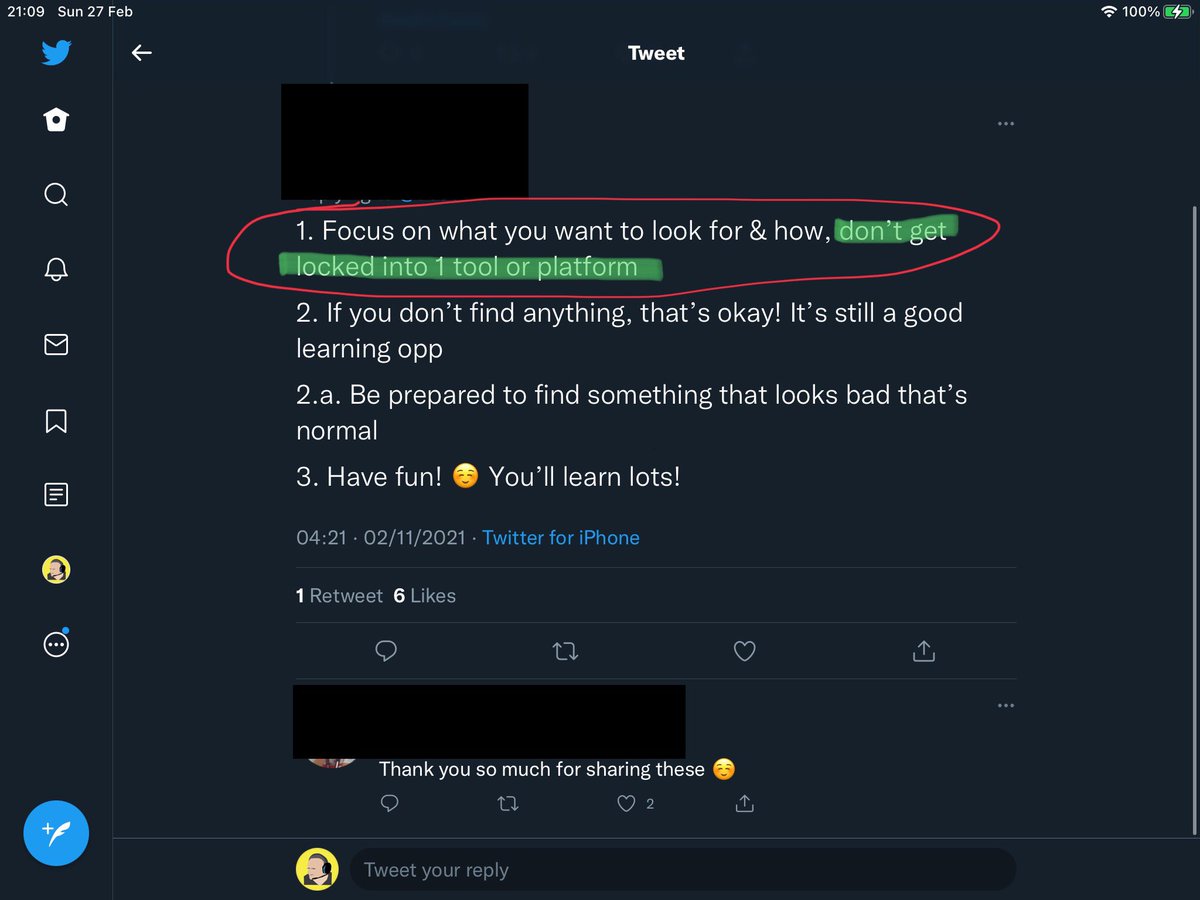 21:09 Sun 27 Feb 100%
Tweet
1. Focus on what you want to look for & how, don’t get
locked into 1 tool or platform
2. If you don’t find anything, that’s okay! It’s still a good
learning opp
2.a. Be prepared to find something that looks bad that’s
normal
3. Have fun! ☺️ You’ll learn lots!
04:21 · 02/11/2021 · Twitter for iPhone
1 Retweet 6 Likes
Thank you so much for sharing these ☺️
2
Tweet your reply